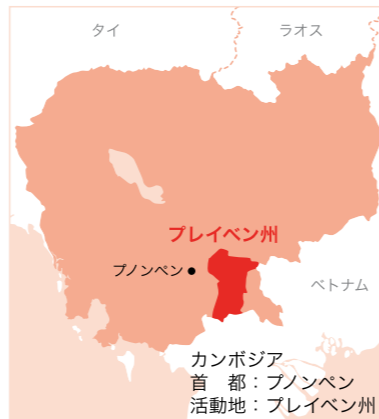 タイ
ラオス
プレイベン州
プノンペン
ベトナム
カンボジア
首　都：プノンペン
活動地：プレイベン州